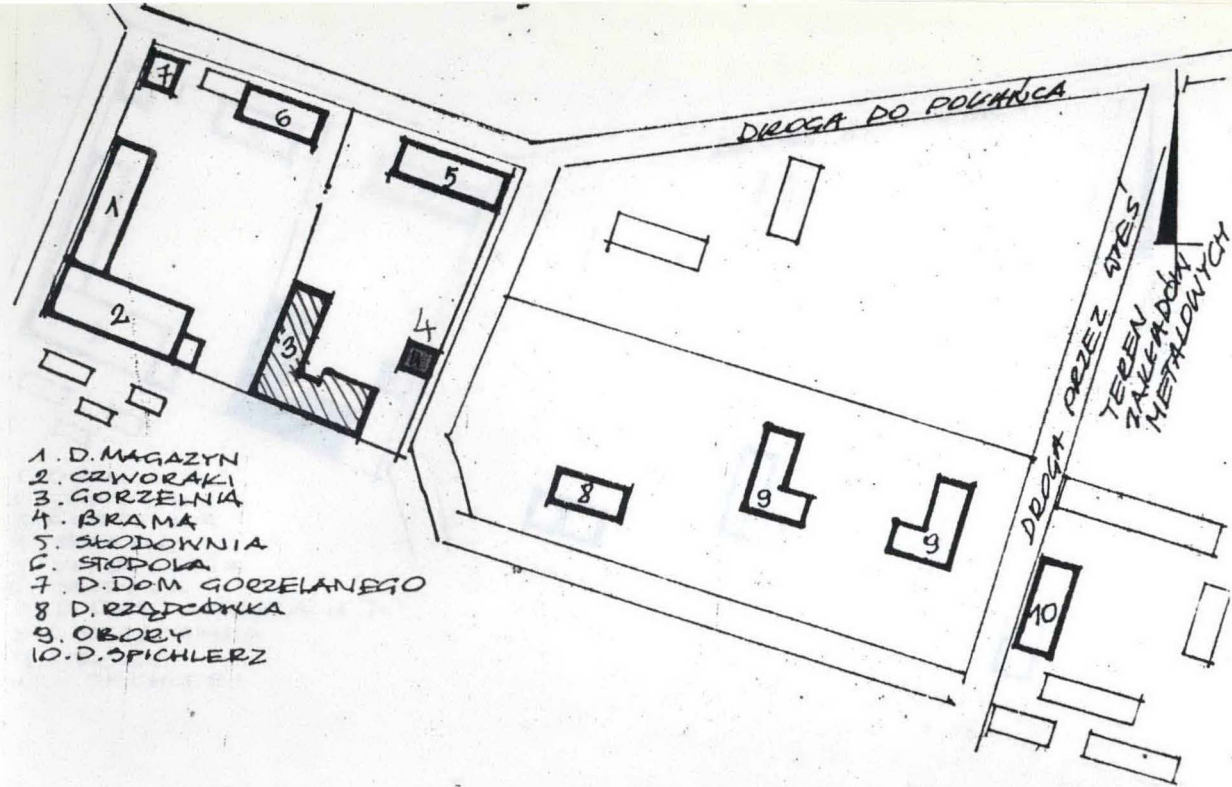 7
6
5
1
2
3
4
8
9
9
10
DROGA DO POŁAŃCA
DROGA PRZEZ WIEŚ
TEREN
ZAKŁADÓW
METALOWYCH
1. D. MAGAZYN
2. CZWORAKI
3. GORZELNIA
4. BRAMA
5. SŁODOWNIA
6. STODOŁA
7. D. DOM GORZELANEGO
8 D. RZĄDCÓWKA
9. OBORY
10. D. SPICHLERZ